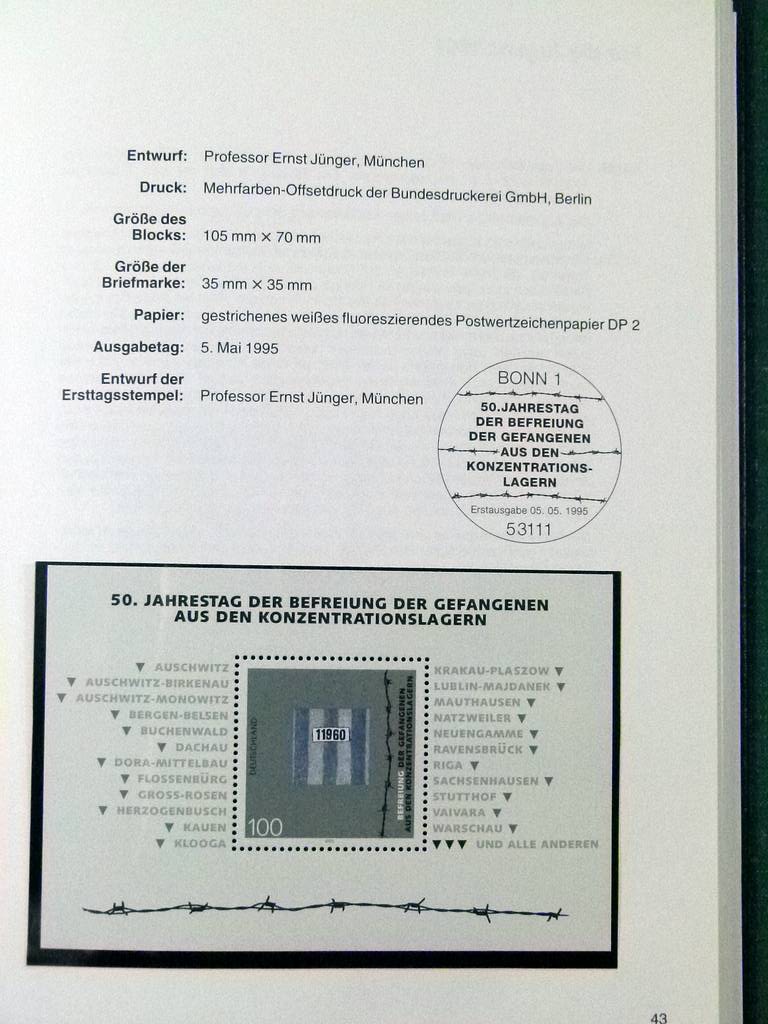 Entwurf: Professor Ernst Jünger, München
Druck: Mehrfarben-Offsetdruck der Bundesdruckerei GmbH, Berlin
Größe des
Blocks: 105 mm × 70 mm
Größe der
Briefmarke: 35 mm × 35 mm
Papier: gestrichenes weißes fluoreszierendes Postwertzeichenpapier DP 2
Ausgabetag: 5. Mai 1995
Entwurf der
Ersttagsstempel: Professor Ernst Jünger, München
BONN 1
50.JAHRESTAG
DER BEFREIUNG
DER GEFANGENEN
AUS DEN
KONZENTRATIONS-
LAGERN
Erstausgabe 05. 05. 1995
53111
50. JAHRESTAG DER BEFREIUNG DER GEFANGENEN
AUS DEN KONZENTRATIONSLAGERN
AUSCHWITZ
AUSCHWITZ-BIRKENAU
AUSCHWITZ-MONOWITZ
BERGEN-BELSEN
BUCHENWALD
DACHAU
DORA-MITTELBAU
FLOSSENBÜRG
GROSS-ROSEN
HERZOGENBUSCH
KAUEN
KLOOGA
DEUTSCHLAND
11960
100
BEFREIUNG DER GEFANGENEN
AUS DEN KONZENTRATIONSLAGERN
KRAKAU-PLASZOW
LUBLIN-MAJDANEK
MAUTHAUSEN
NATZWEILER
NEUENGAMME
RAVENSBRÜCK
RIGA
SACHSENHAUSEN
STUTTHOF
VAIVARA
WARSCHAU
UND ALLE ANDEREN
43